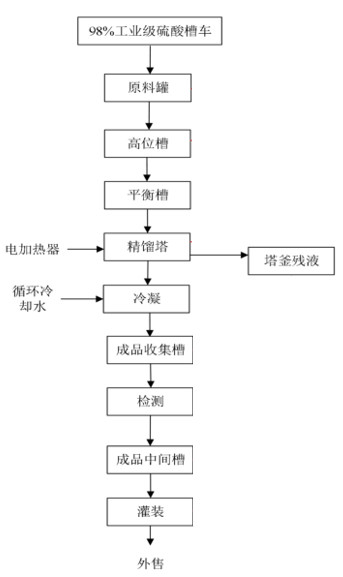 98%工业级硫酸槽车
原料罐
高位槽
平衡槽
电加热器
精馏塔
塔釜残液
循环冷
却水
冷凝
成品收集槽
检测
成品中间槽
灌装
外售